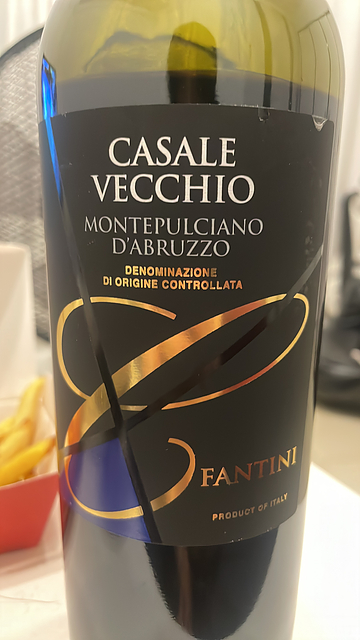 CASALE
VECCHIO
MONTEPULCIANO
D'ABRUZZO
DENOMINAZIONE
DI ORIGINE CONTROLLATA
FANTINI
PRODUCT OF ITALY